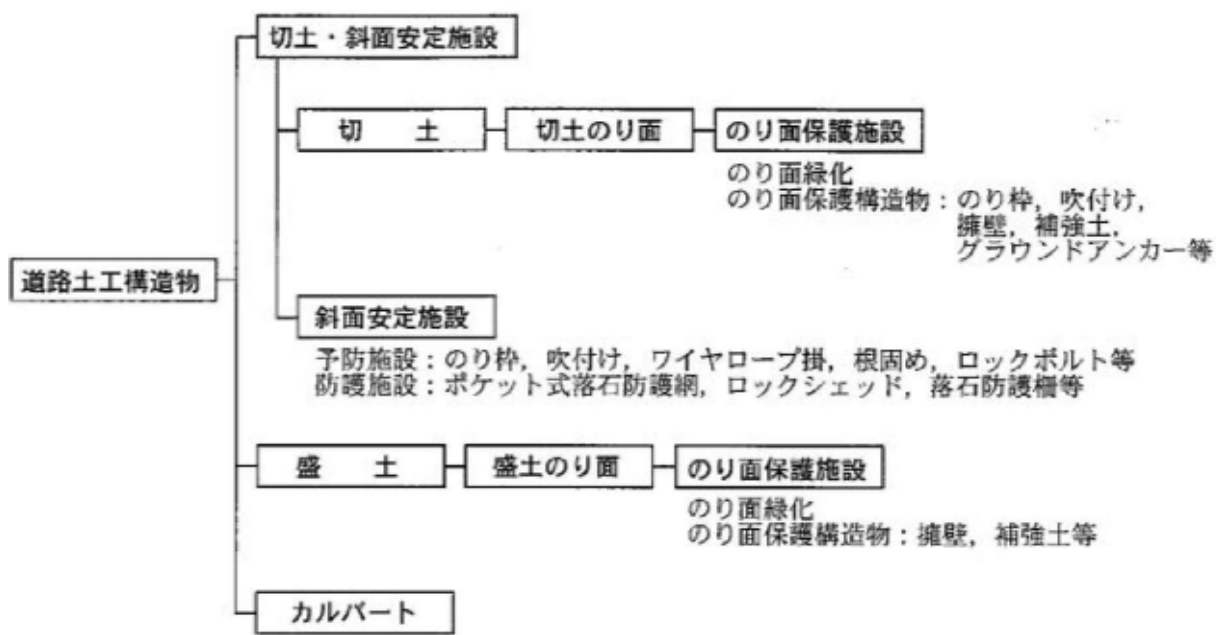 切土・斜面安定施設
切　土
切土のり面
のり面保護施設
のり面緑化
のり面保護構造物：のり枠，吹付け，
擁壁，補強土，
グラウンドアンカー等
道路土工構造物
斜面安定施設
予防施設：のり枠，吹付け，ワイヤロープ掛，根固め，ロックボルト等
防護施設：ポケット式落石防護網，ロックシェッド，落石防護柵等
盛　土
盛土のり面
のり面保護施設
のり面緑化
のり面保護構造物：擁壁，補強土等
カルバート